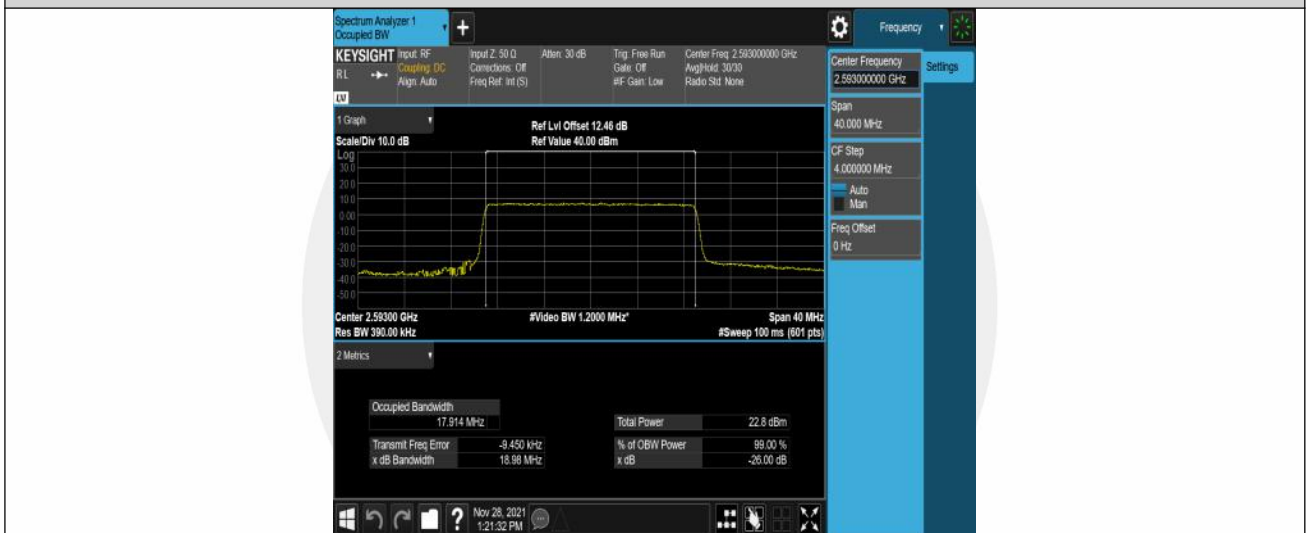 Spectrum Analyzer 1
Occupied BW
+
Frequency
KEYSIGHT
RL
Input: RF
Coupling: DC
Align: Auto
Input Z: 50 Ω
Corrections: Off
Freq Ref: Int (S)
Atten: 30 dB
Trig: Free Run
Gate: Off
#IF Gain: Low
Center Freq: 2.593000000 GHz
Avg|Hold: 30/30
Radio Std: None
Center Frequency
2.593000000 GHz
Settings
Span
40.000 MHz
CF Step
4.000000 MHz
Auto
Man
Freq Offset
0 Hz
1 Graph
Scale/Div 10.0 dB
Ref Lvl Offset 12.46 dB
Ref Value 40.00 dBm
Log
30.0
20.0
10.0
0.00
-10.0
-20.0
-30.0
-40.0
-50.0
Center 2.59300 GHz
Res BW 390.00 kHz
#Video BW 1.2000 MHz*
Span 40 MHz
#Sweep 100 ms (601 pts)
2 Metrics
Occupied Bandwidth
17.914 MHz
Total Power 22.8 dBm
Transmit Freq Error -9.450 kHz
% of OBW Power 99.00 %
x dB Bandwidth 18.98 MHz
x dB -26.00 dB
?
Nov 28, 2021
1:21:32 PM